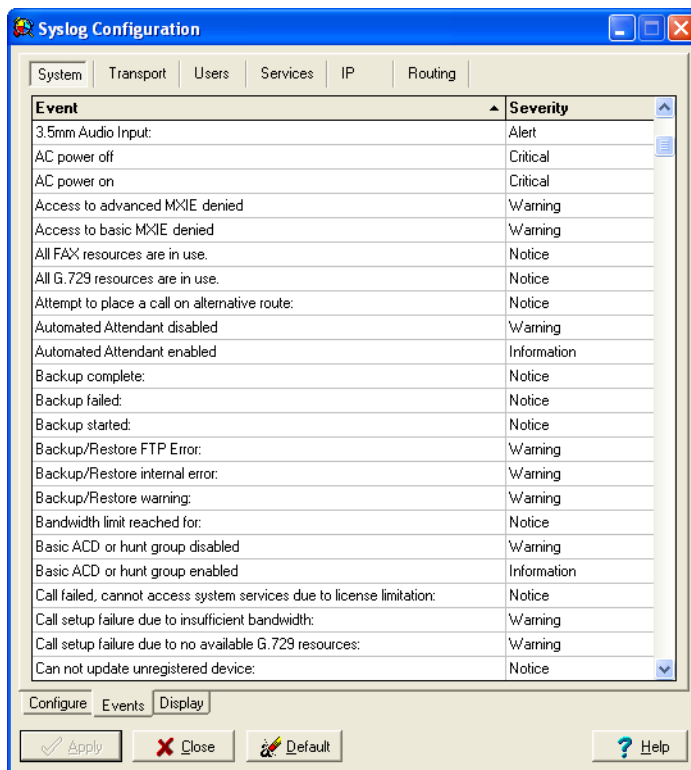 Syslog Configuration
System Transport Users Services IP Routing
Event Severity
3.5mm Audio Input: Alert
AC power off Critical
AC power on Critical
Access to advanced MXIE denied Warning
Access to basic MXIE denied Warning
All FAX resources are in use. Notice
All G.729 resources are in use. Notice
Attempt to place a call on alternative route: Notice
Automated Attendant disabled Warning
Automated Attendant enabled Information
Backup complete: Notice
Backup failed: Notice
Backup started: Notice
Backup/Restore FTP Error: Warning
Backup/Restore internal error: Warning
Backup/Restore warning: Warning
Bandwidth limit reached for: Notice
Basic ACD or hunt group disabled Warning
Basic ACD or hunt group enabled Information
Call failed, cannot access system services due to license limitation: Notice
Call setup failure due to insufficient bandwidth: Warning
Call setup failure due to no available G.729 resources: Warning
Can not update unregistered device: Notice
Configure Events Display
Apply Close Default Help